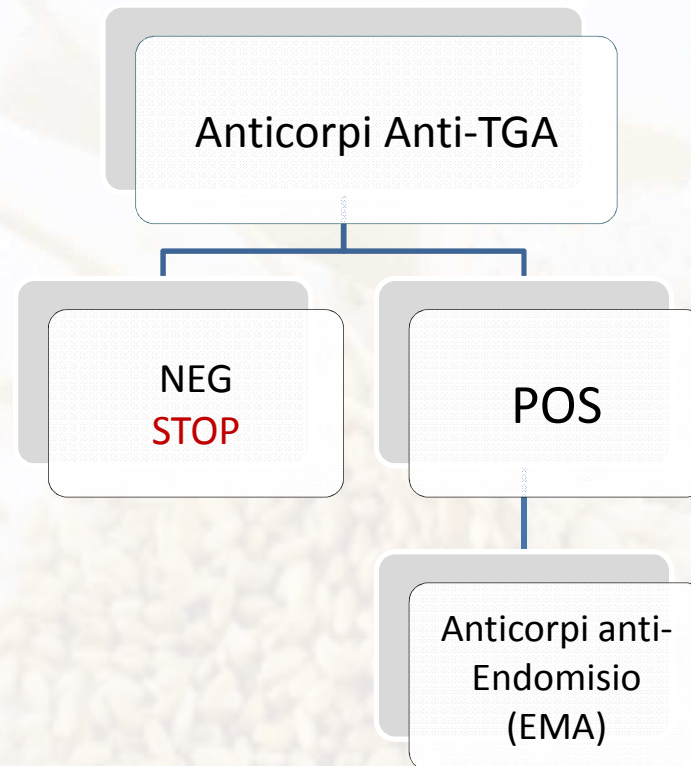 Anticorpi Anti-TGA
NEG
STOP
POS
Anticorpi anti-
Endomisio
(EMA)